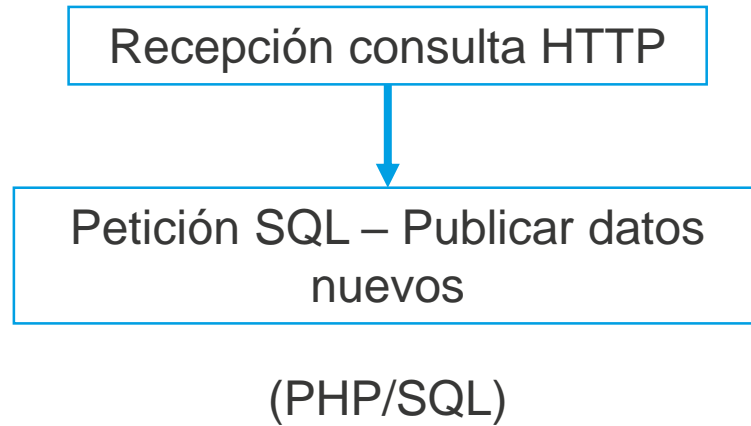 Recepción consulta HTTP
Petición SQL – Publicar datos
nuevos
(PHP/SQL)